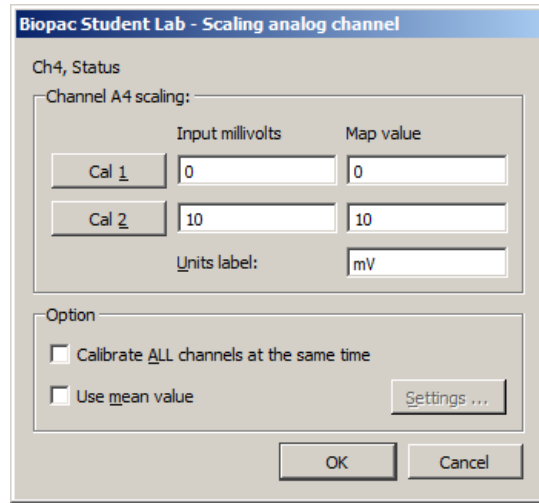 Biopac Student Lab - Scaling analog channel
Ch4, Status
Channel A4 scaling:
Input millivolts Map value
Cal 1 0 0
Cal 2 10 10
Units label: mV
Option
Calibrate ALL channels at the same time
Use mean value Settings ...
OK Cancel